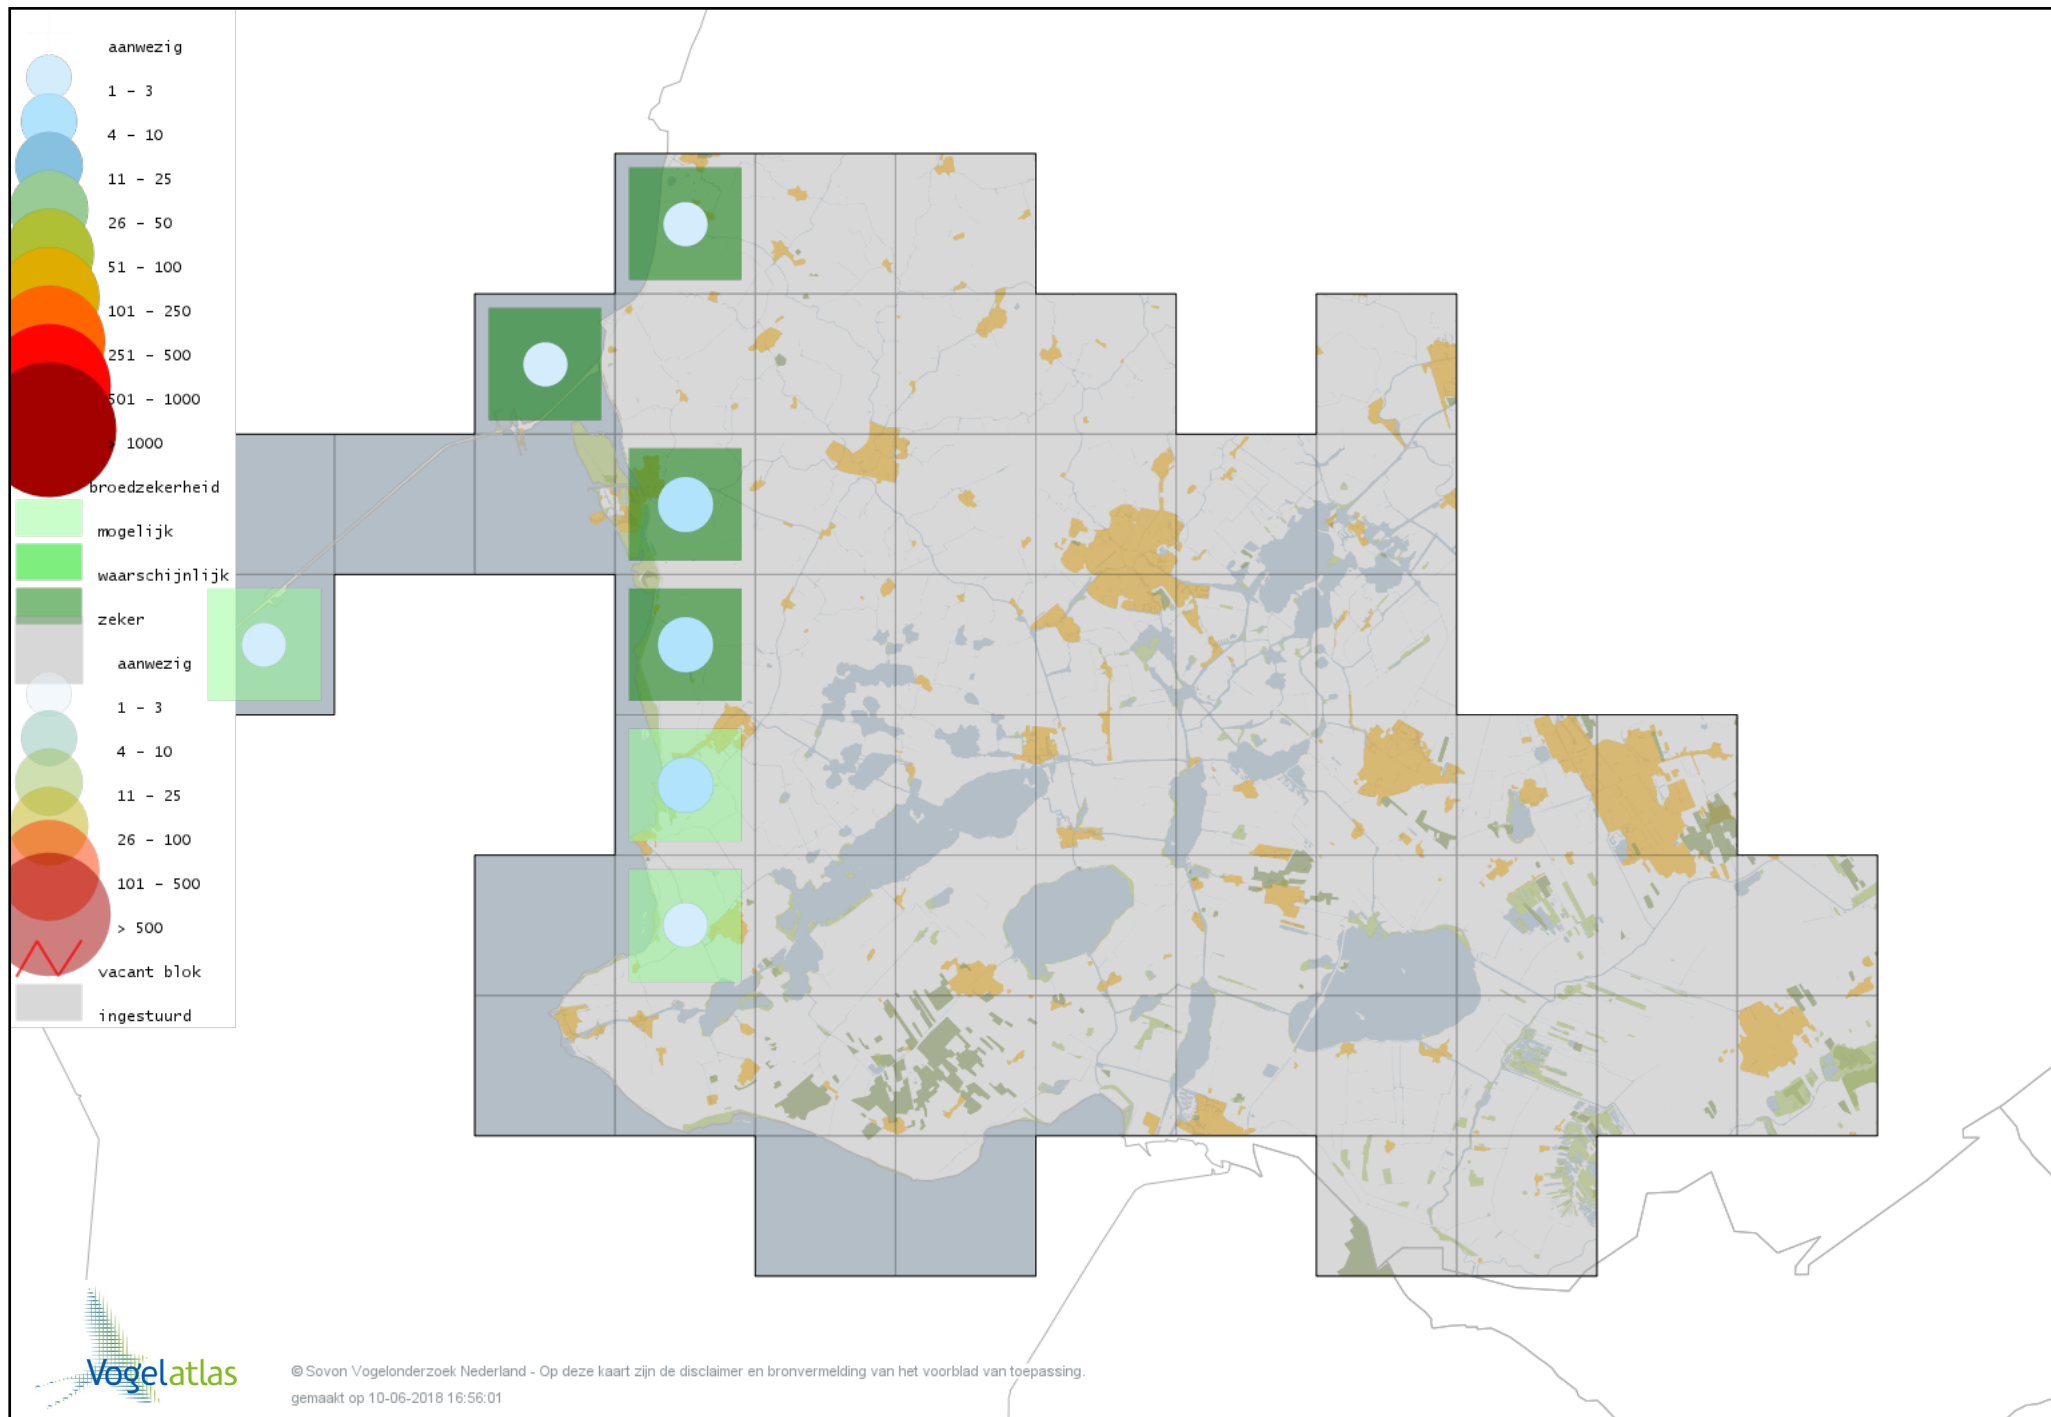 aanwezig
1 - 3
4 - 10
11 - 25
26 - 50
51 - 100
101 - 250
251 - 500
501 - 1000
> 1000
broedzekerheid
mogelijk
waarschijnlijk
zeker
aanwezig
1 - 3
4 - 10
11 - 25
26 - 100
101 - 500
> 500
vacant blok
ingestuurd
Vogelatlas
© Sovon Vogelonderzoek Nederland - Op deze kaart zijn de disclaimer en bronvermelding van het voorblad van toepassing.
gemaakt op 10-06-2018 16:56:01